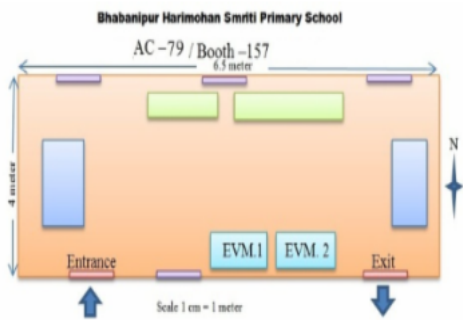 Bhabanipur Harimohan Smriti Primary School
AC –79 / Booth –157
6.5 meter
4 meter
N
EVM.1 EVM. 2
Entrance Exit
Scale 1 cm = 1 meter